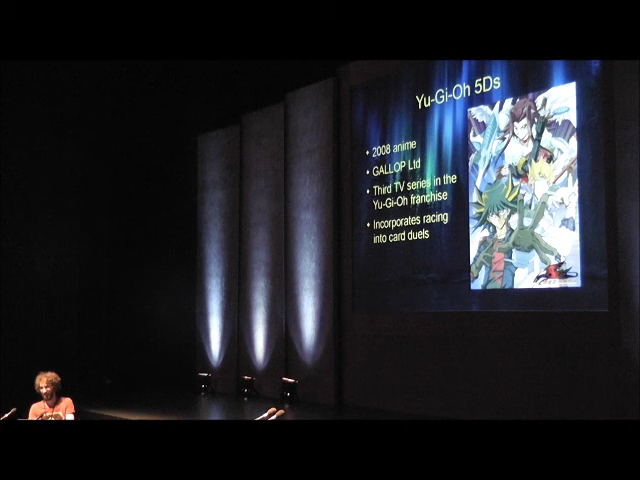 Yu-Gi-Oh 5Ds
• 2008 anime
• GALLOP Ltd
• Third TV series in the
Yu-Gi-Oh franchise
• Incorporates racing
into card duels